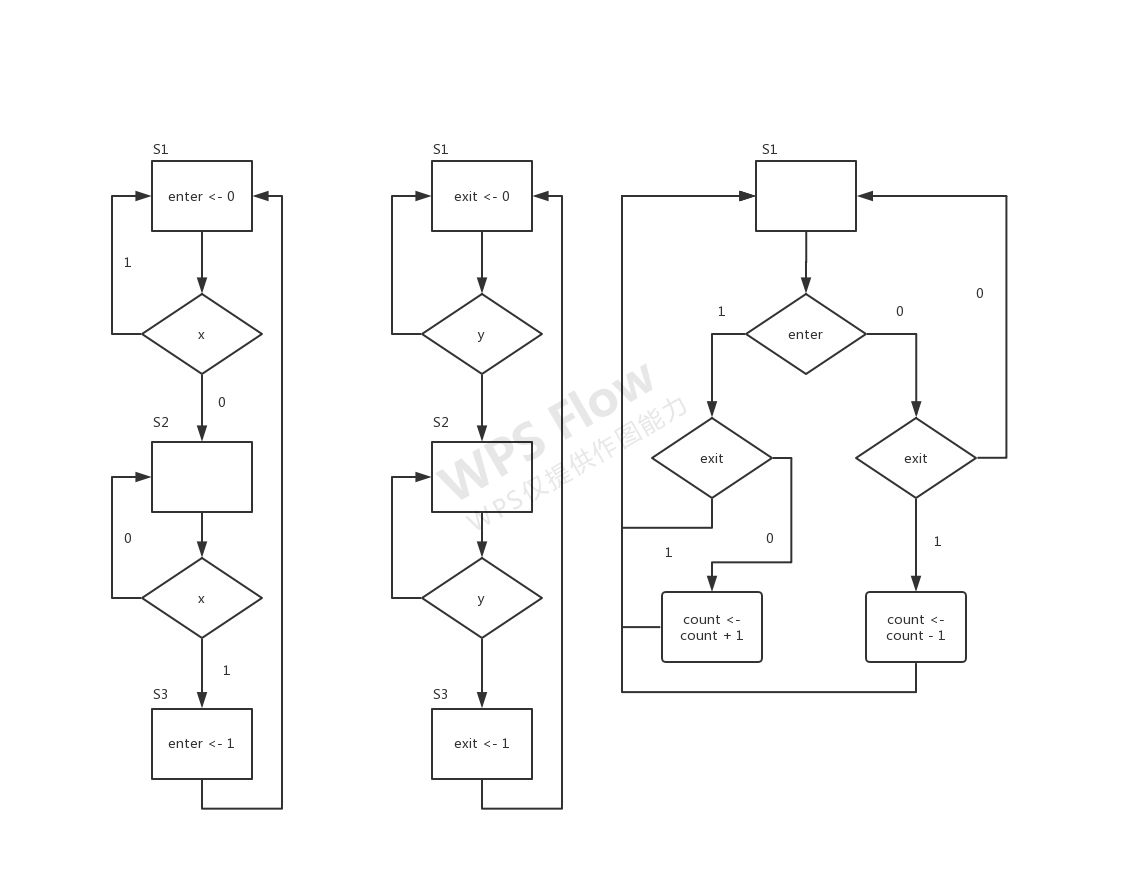 S1
enter <- 0
1
x
0
S2
0
x
1
S3
enter <- 1
S1
exit <- 0
y
S2
y
S3
exit <- 1
S1
enter
1
0
0
exit
exit
1
0
1
count <-
count + 1
count <-
count - 1
WPS Flow
WPS仅提供作图能力